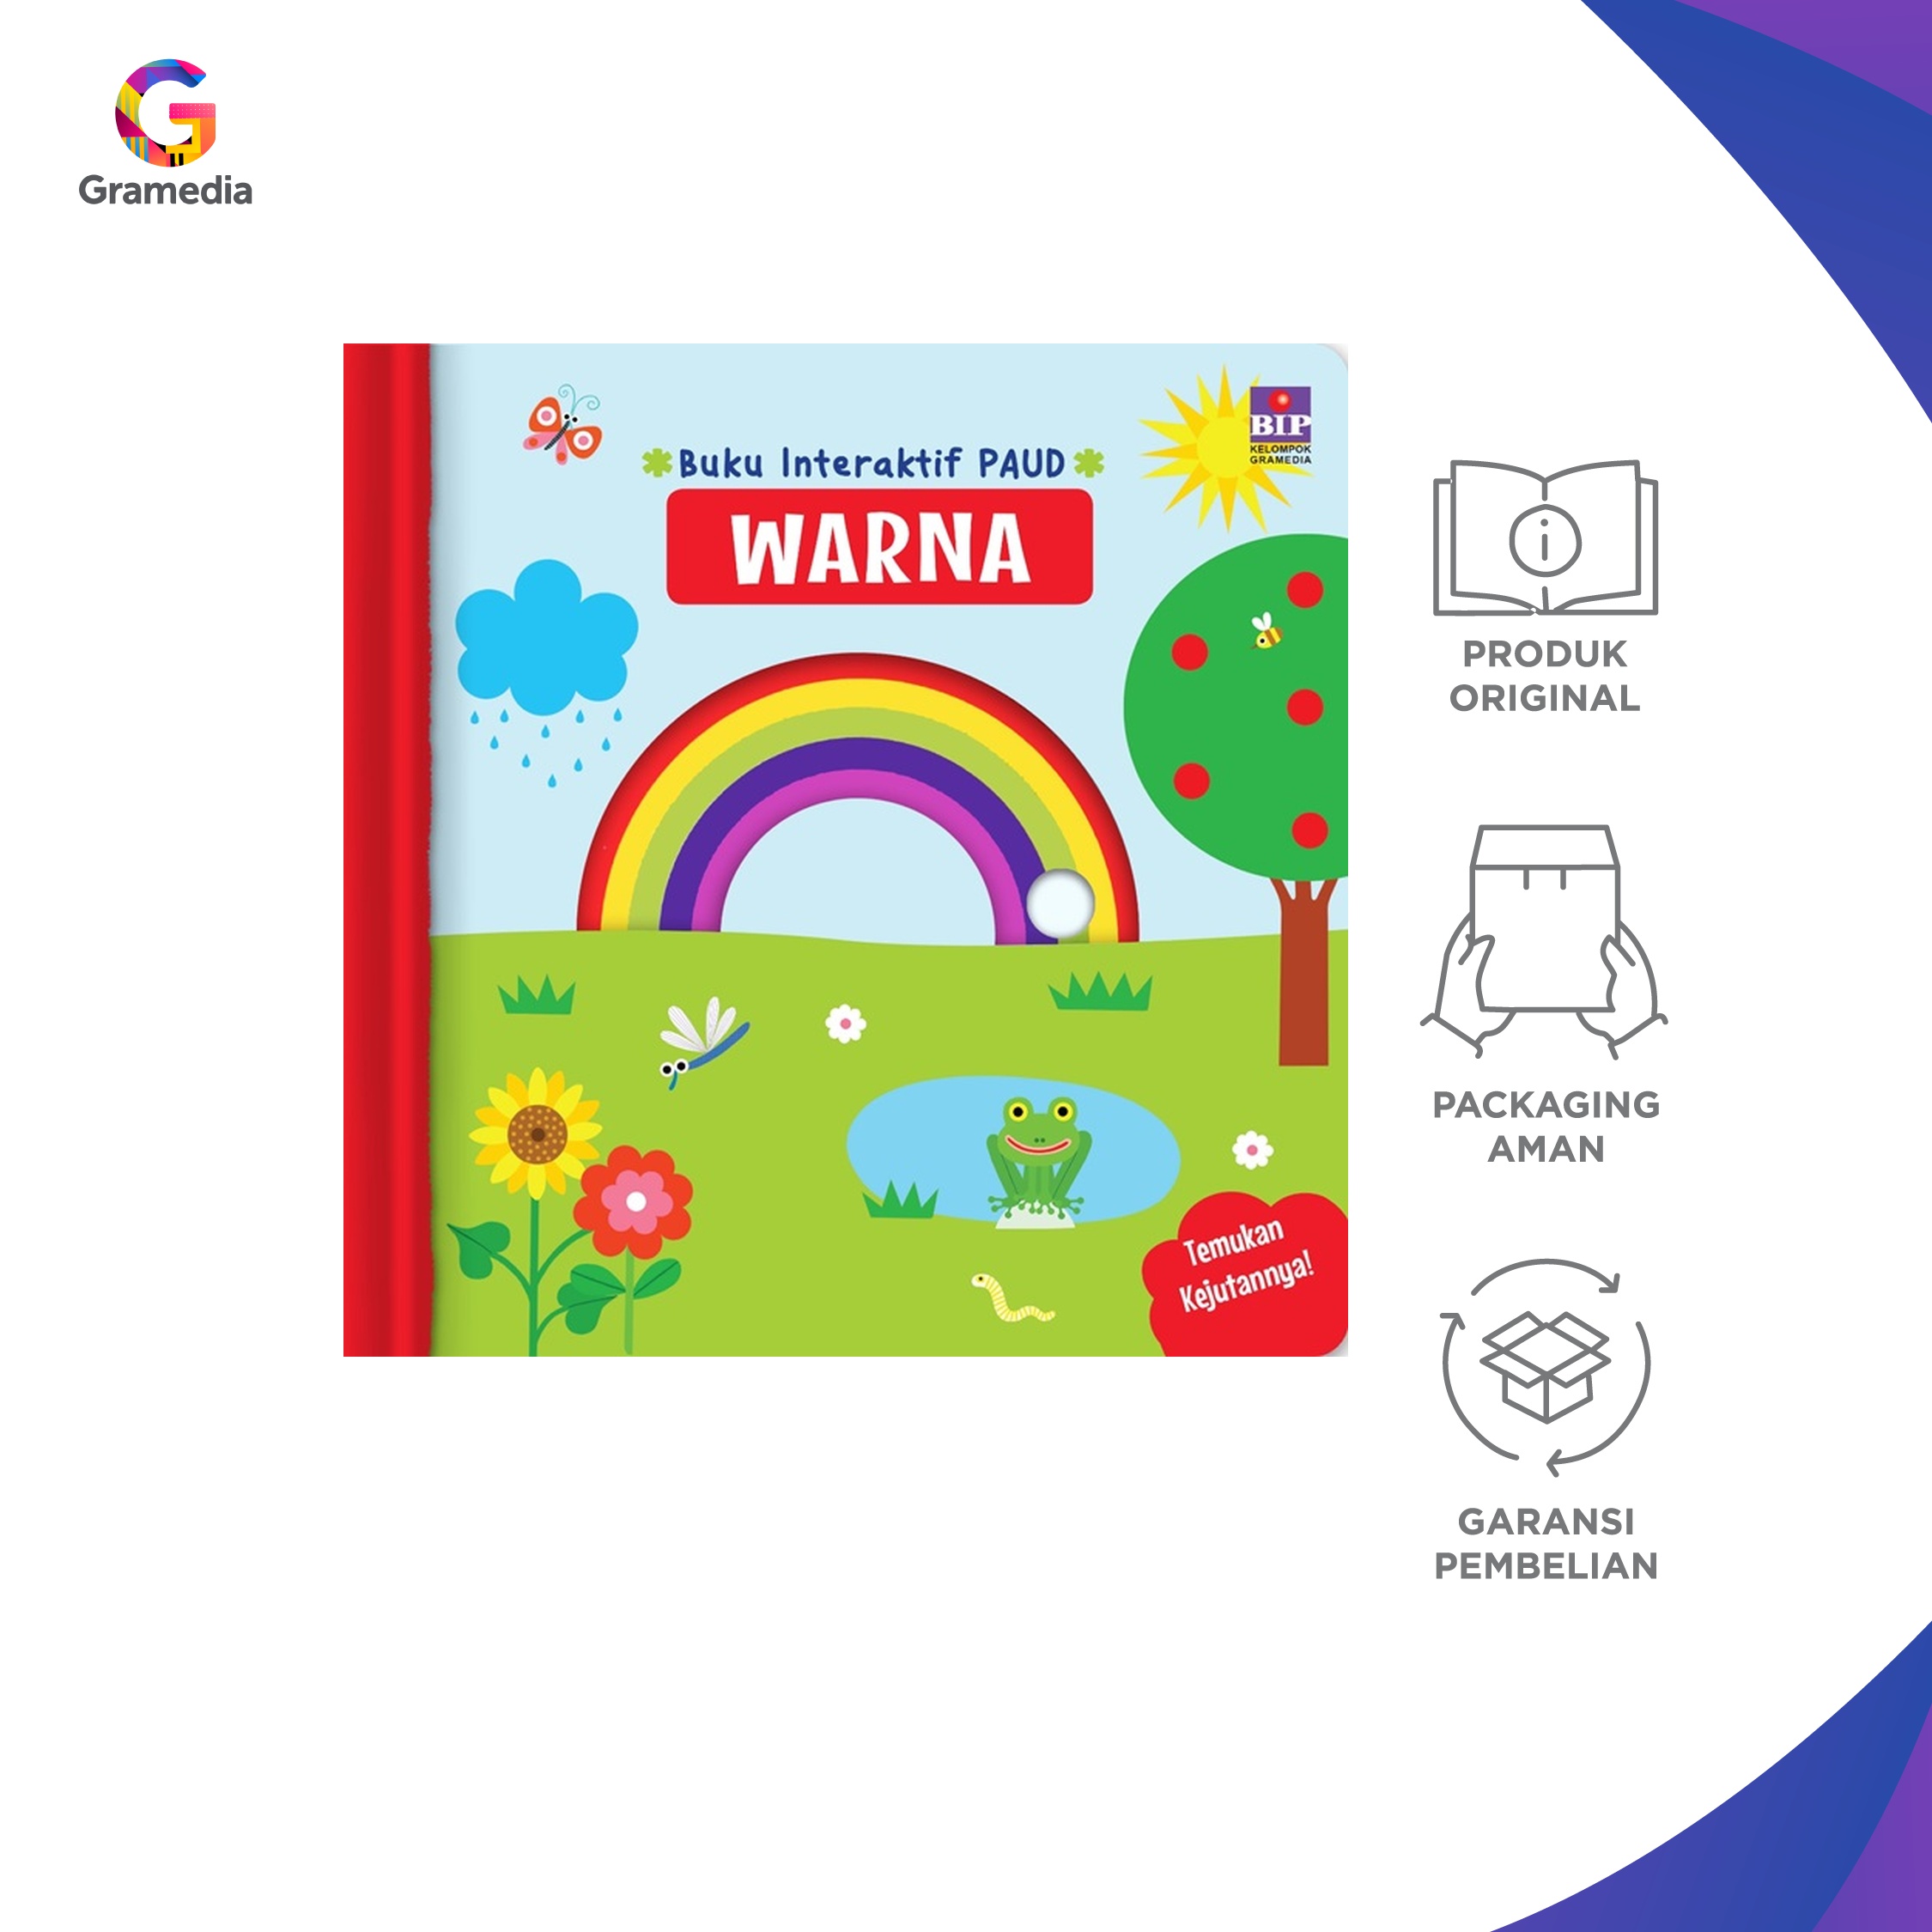 Gramedia
BIP
KELOMPOK
GRAMEDIA
Buku Interaktif PAUD
WARNA
Temukan
Kejutannya!
PRODUK
ORIGINAL
PACKAGING
AMAN
GARANSI
PEMBELIAN